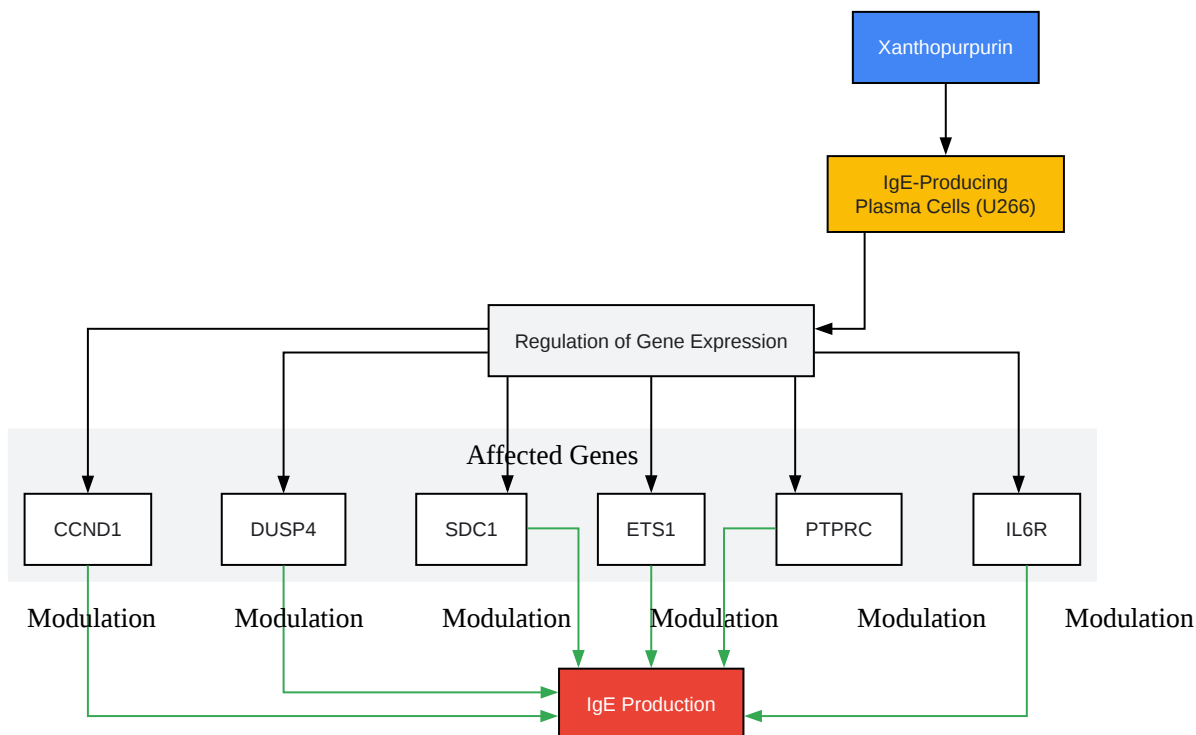 Xanthopurpurin
IgE-Producing
Plasma Cells (U266)
Regulation of Gene Expression
Affected Genes
CCND1
DUSP4
SDC1
ETS1
PTPRC
IL6R
Modulation
Modulation
Modulation
Modulation
Modulation
Modulation
IgE Production